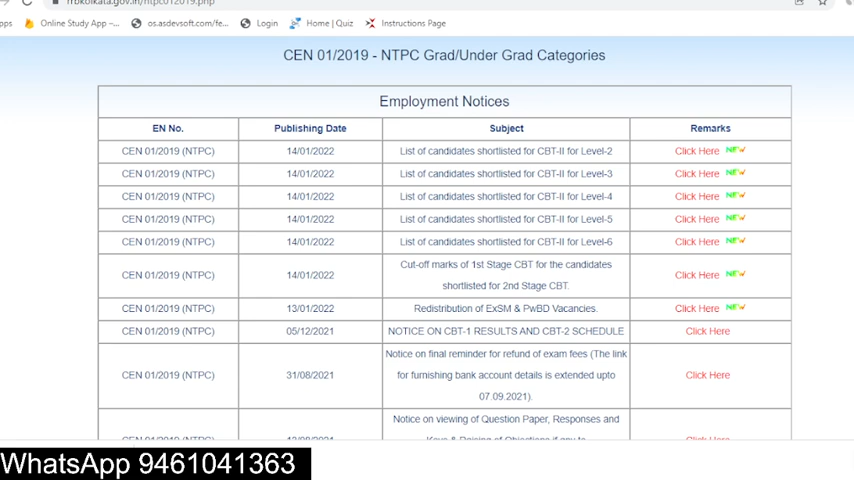 rrbkolkata.gov.in/ntpc012019.php
Online Study App –... os.asdevsoft.com/fe... Login Home | Quiz Instructions Page
CEN 01/2019 - NTPC Grad/Under Grad Categories
Employment Notices
EN No. Publishing Date Subject Remarks
CEN 01/2019 (NTPC) 14/01/2022 List of candidates shortlisted for CBT-II for Level-2 Click Here NEW
CEN 01/2019 (NTPC) 14/01/2022 List of candidates shortlisted for CBT-II for Level-3 Click Here NEW
CEN 01/2019 (NTPC) 14/01/2022 List of candidates shortlisted for CBT-II for Level-4 Click Here NEW
CEN 01/2019 (NTPC) 14/01/2022 List of candidates shortlisted for CBT-II for Level-5 Click Here NEW
CEN 01/2019 (NTPC) 14/01/2022 List of candidates shortlisted for CBT-II for Level-6 Click Here NEW
Cut-off marks of 1st Stage CBT for the candidates
CEN 01/2019 (NTPC) 14/01/2022 Click Here NEW
shortlisted for 2nd Stage CBT.
CEN 01/2019 (NTPC) 13/01/2022 Redistribution of ExSM & PwBD Vacancies. Click Here NEW
CEN 01/2019 (NTPC) 05/12/2021 NOTICE ON CBT-1 RESULTS AND CBT-2 SCHEDULE Click Here
Notice on final reminder for refund of exam fees (The link
CEN 01/2019 (NTPC) 31/08/2021 for furnishing bank account details is extended upto Click Here
07.09.2021).
Notice on viewing of Question Paper, Responses and
WhatsApp 9461041363